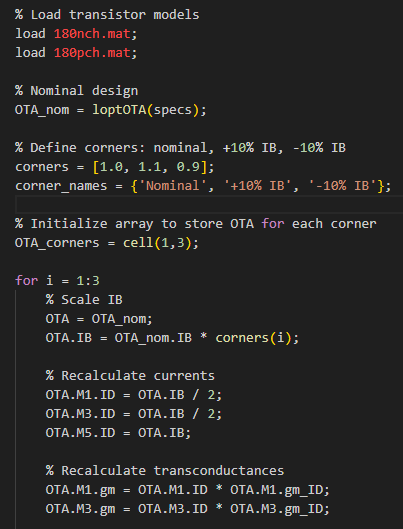 % Load transistor models
load 180nch.mat;
load 180pch.mat;
% Nominal design
OTA_nom = loptOTA(specs);
% Define corners: nominal, +10% IB, -10% IB
corners = [1.0, 1.1, 0.9];
corner_names = {'Nominal', '+10% IB', '-10% IB'};
% Initialize array to store OTA for each corner
OTA_corners = cell(1,3);
for i = 1:3
    % Scale IB
    OTA = OTA_nom;
    OTA.IB = OTA_nom.IB * corners(i);
    % Recalculate currents
    OTA.M1.ID = OTA.IB / 2;
    OTA.M3.ID = OTA.IB / 2;
    OTA.M5.ID = OTA.IB;
    % Recalculate transconductances
    OTA.M1.gm = OTA.M1.ID * OTA.M1.gm_ID;
    OTA.M3.gm = OTA.M3.ID * OTA.M3.gm_ID;